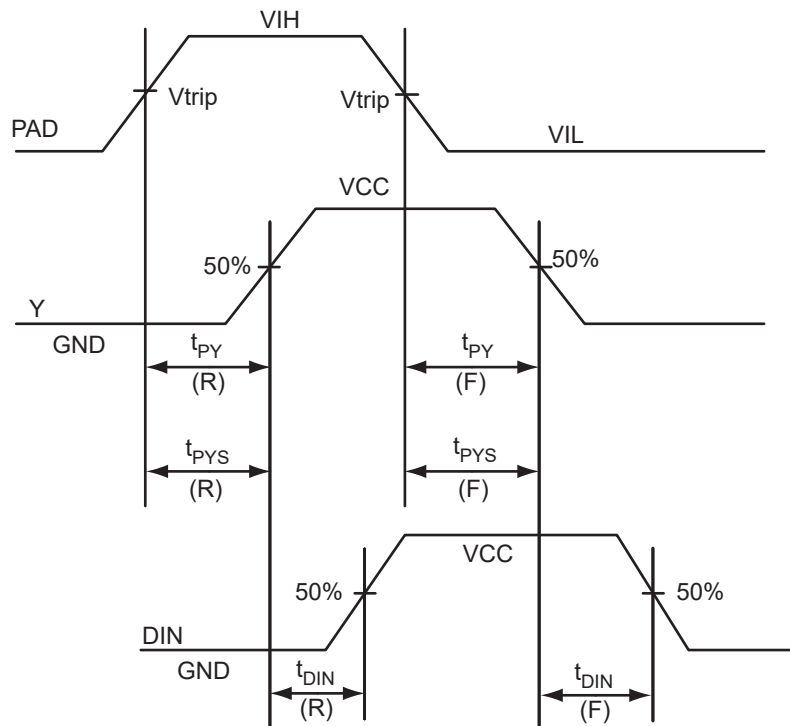 VIH
Vtrip
Vtrip
PAD
VIL
VCC
50%
50%
Y
GND
tPY
(R)
tPY
(F)
tPYS
(R)
tPYS
(F)
VCC
50%
50%
DIN
GND
tDIN
(R)
tDIN
(F)